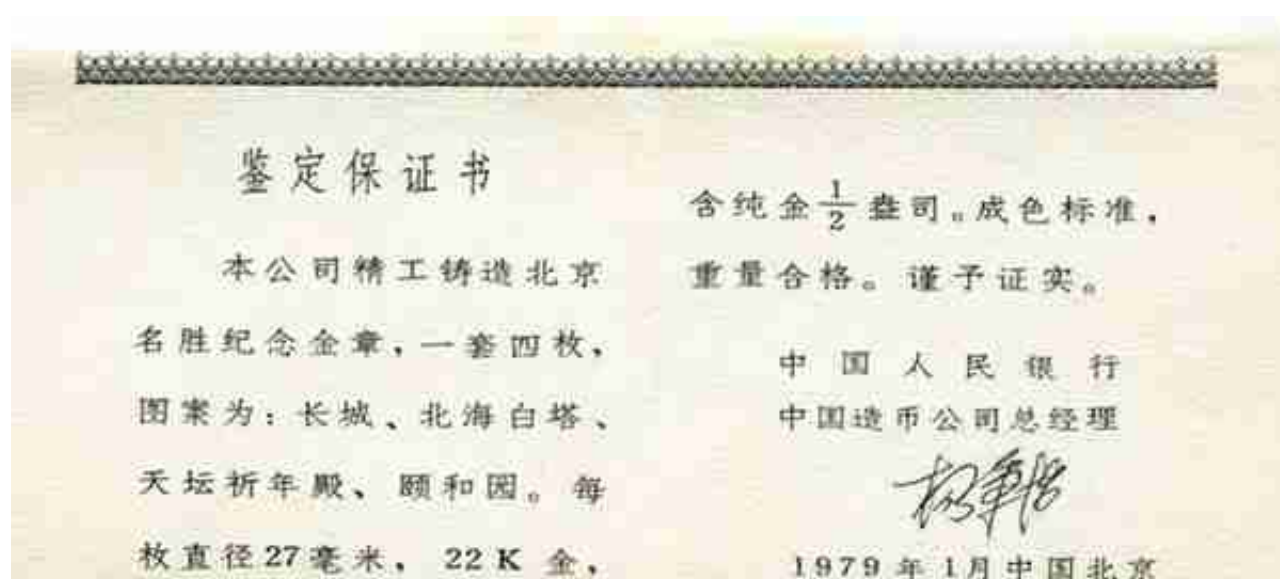 鉴定保证书
本公司精工铸造北京
名胜纪念金章，一套四枚，
图案为：长城、北海白塔、
天坛祈年殿、颐和园。每
枚直径27毫米，22K金，
含纯金1/2盎司。成色标准，
重量合格。谨予证实。
中国人民银行
中国造币公司总经理
1979年1月中国北京